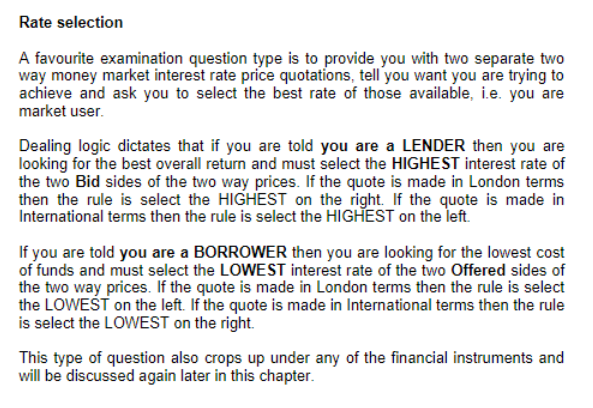 Rate selection
A favourite examination question type is to provide you with two separate two
way money market interest rate price quotations, tell you want you are trying to
achieve and ask you to select the best rate of those available, i.e. you are
market user.
Dealing logic dictates that if you are told you are a LENDER then you are
looking for the best overall return and must select the HIGHEST interest rate of
the two Bid sides of the two way prices. If the quote is made in London terms
then the rule is select the HIGHEST on the right. If the quote is made in
International terms then the rule is select the HIGHEST on the left.
If you are told you are a BORROWER then you are looking for the lowest cost
of funds and must select the LOWEST interest rate of the two Offered sides of
the two way prices. If the quote is made in London terms then the rule is select
the LOWEST on the left. If the quote is made in International terms then the rule
is select the LOWEST on the right.
This type of question also crops up under any of the financial instruments and
will be discussed again later in this chapter.